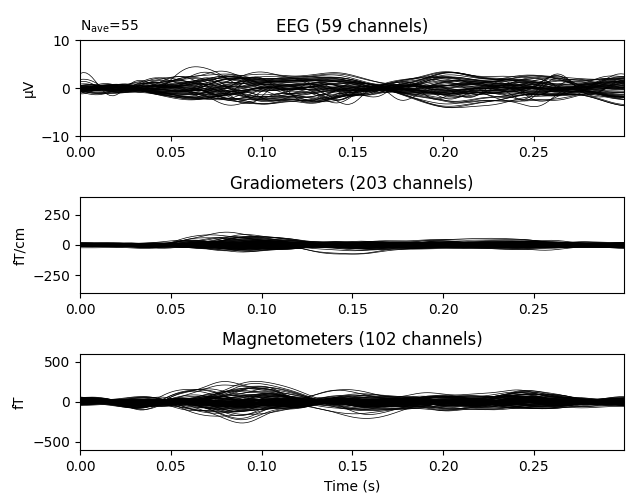 N_ave=55
EEG (59 channels)
10
0
−10
µV
0.00 0.05 0.10 0.15 0.20 0.25
Gradiometers (203 channels)
250
0
−250
fT/cm
0.00 0.05 0.10 0.15 0.20 0.25
Magnetometers (102 channels)
500
0
−500
fT
0.00 0.05 0.10 0.15 0.20 0.25
Time (s)